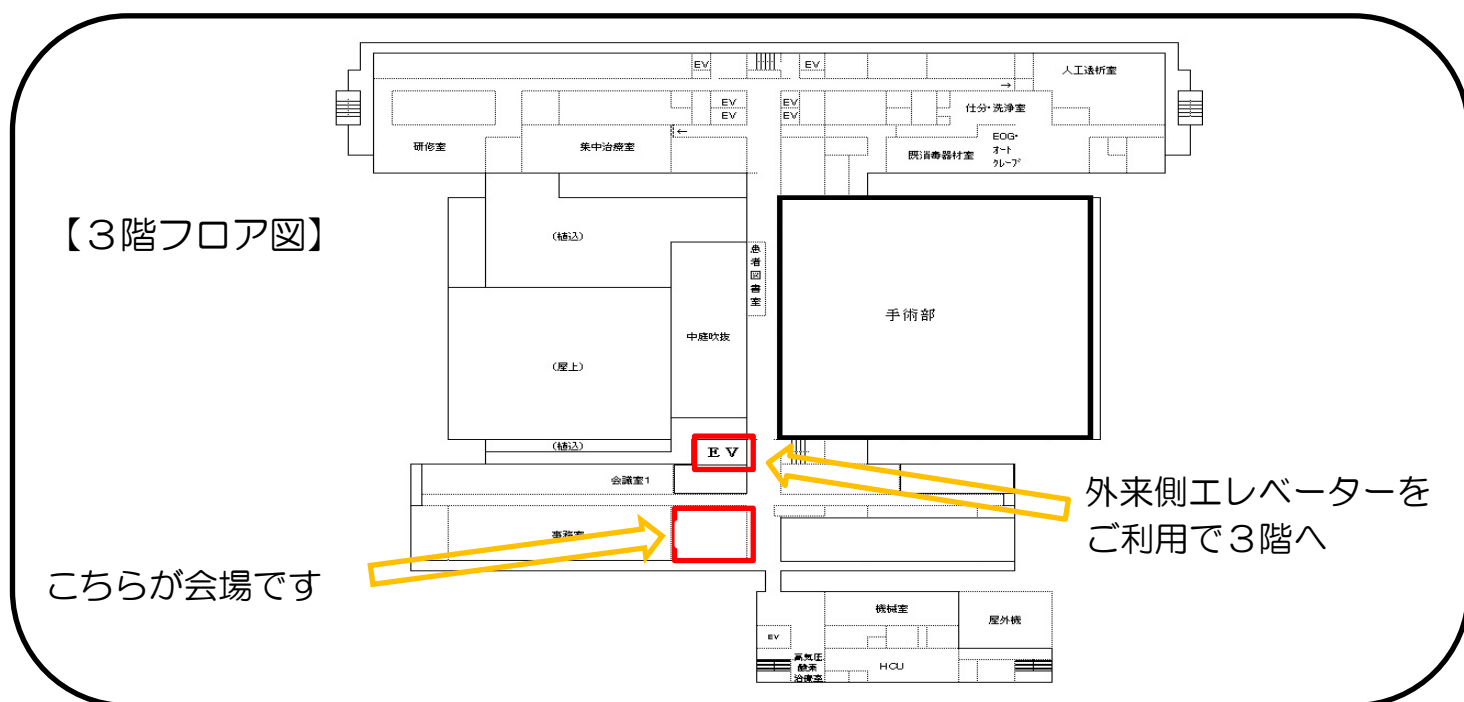 EV
EV
人工透析室
→
EV
EV
EV
EV
仕分・洗浄室
←
研修室
集中治療室
既消毒器材室
EOG・
オート
クレーブ
【３階フロア図】
(植込)
患者図書室
手術部
中庭吹抜
(屋上)
(植込)
ＥＶ
会議室1
外来側エレベーターを
ご利用で３階へ
事務室
こちらが会場です
機械室
屋外機
EV
高気圧
酸素
治療室
HCU